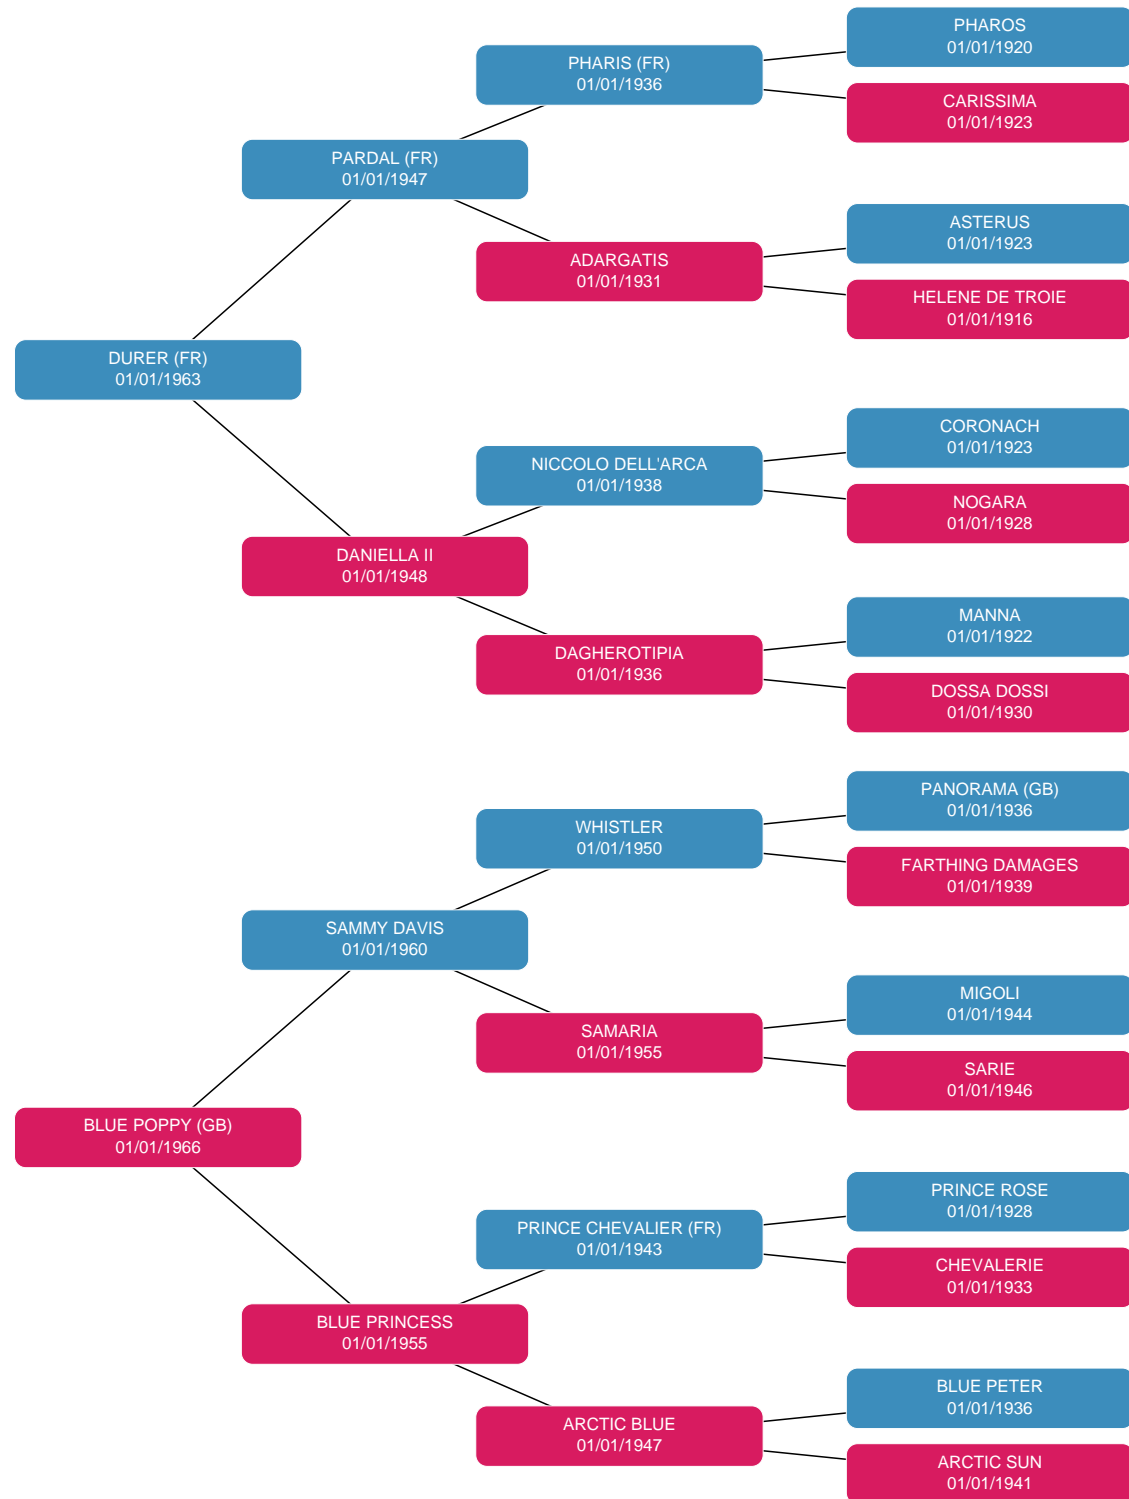 PHAROS
01/01/1920
PHARIS (FR)
01/01/1936
CARISSIMA
01/01/1923
PARDAL (FR)
01/01/1947
ASTERUS
01/01/1923
ADARGATIS
01/01/1931
HELENE DE TROIE
01/01/1916
DURER (FR)
01/01/1963
CORONACH
01/01/1923
NICCOLO DELL'ARCA
01/01/1938
NOGARA
01/01/1928
DANIELLA II
01/01/1948
MANNA
01/01/1922
DAGHEROTIPIA
01/01/1936
DOSSA DOSSI
01/01/1930
PANORAMA (GB)
01/01/1936
WHISTLER
01/01/1950
FARTHING DAMAGES
01/01/1939
SAMMY DAVIS
01/01/1960
MIGOLI
01/01/1944
SAMARIA
01/01/1955
SARIE
01/01/1946
BLUE POPPY (GB)
01/01/1966
PRINCE ROSE
01/01/1928
PRINCE CHEVALIER (FR)
01/01/1943
CHEVALERIE
01/01/1933
BLUE PRINCESS
01/01/1955
BLUE PETER
01/01/1936
ARCTIC BLUE
01/01/1947
ARCTIC SUN
01/01/1941